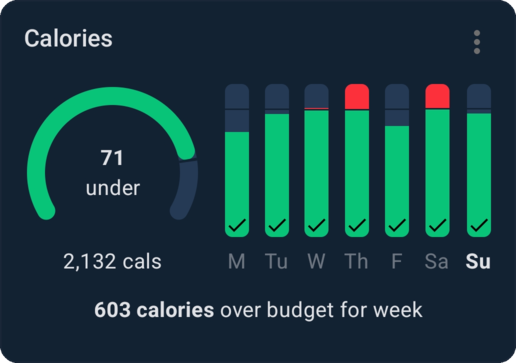 Calories
71
under
2,132 cals
M Tu W Th F Sa Su
603 calories over budget for week